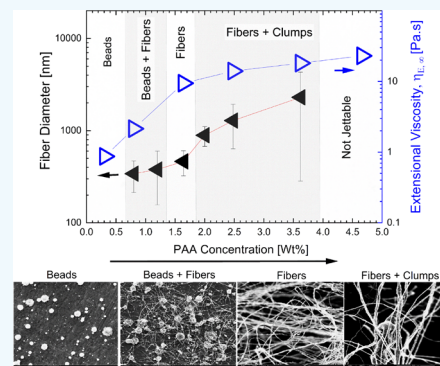 Beads
Beads + Fibers
Fibers
Fibers + Clumps
Not Jettable
Fiber Diameter [nm]
10000
1000
100
Extensional Viscosity, η_E,∞ [Pa.s]
10
1
0.1
0.0 0.5 1.0 1.5 2.0 2.5 3.0 3.5 4.0 4.5 5.0
PAA Concentration [Wt%]
Beads Beads + Fibers Fibers Fibers + Clumps